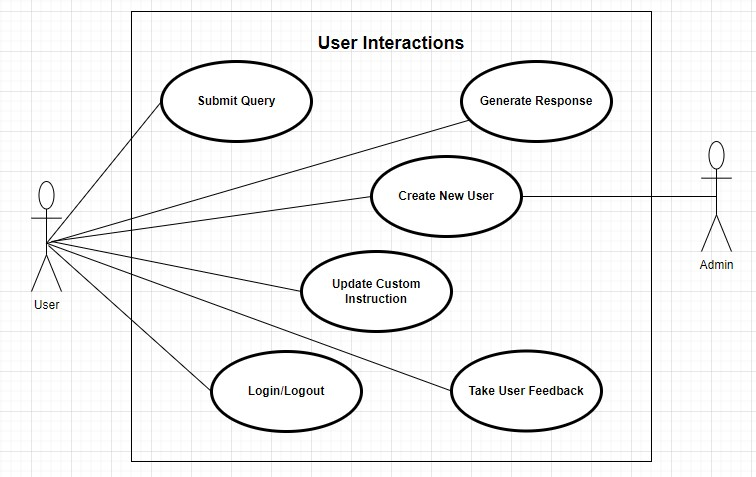 User Interactions
Submit Query
Generate Response
Create New User
User
Admin
Update Custom
Instruction
Login/Logout
Take User Feedback